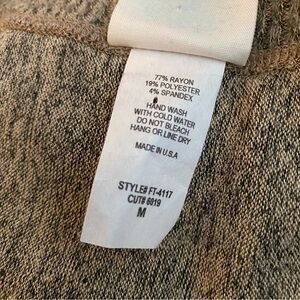 77% RAYON
19% POLYESTER
4% SPANDEX
HAND WASH
WITH COLD WATER
DO NOT BLEACH
HANG OR LINE DRY
MADE IN U.S.A
STYLE# FT-4117
CUT# 6019
M